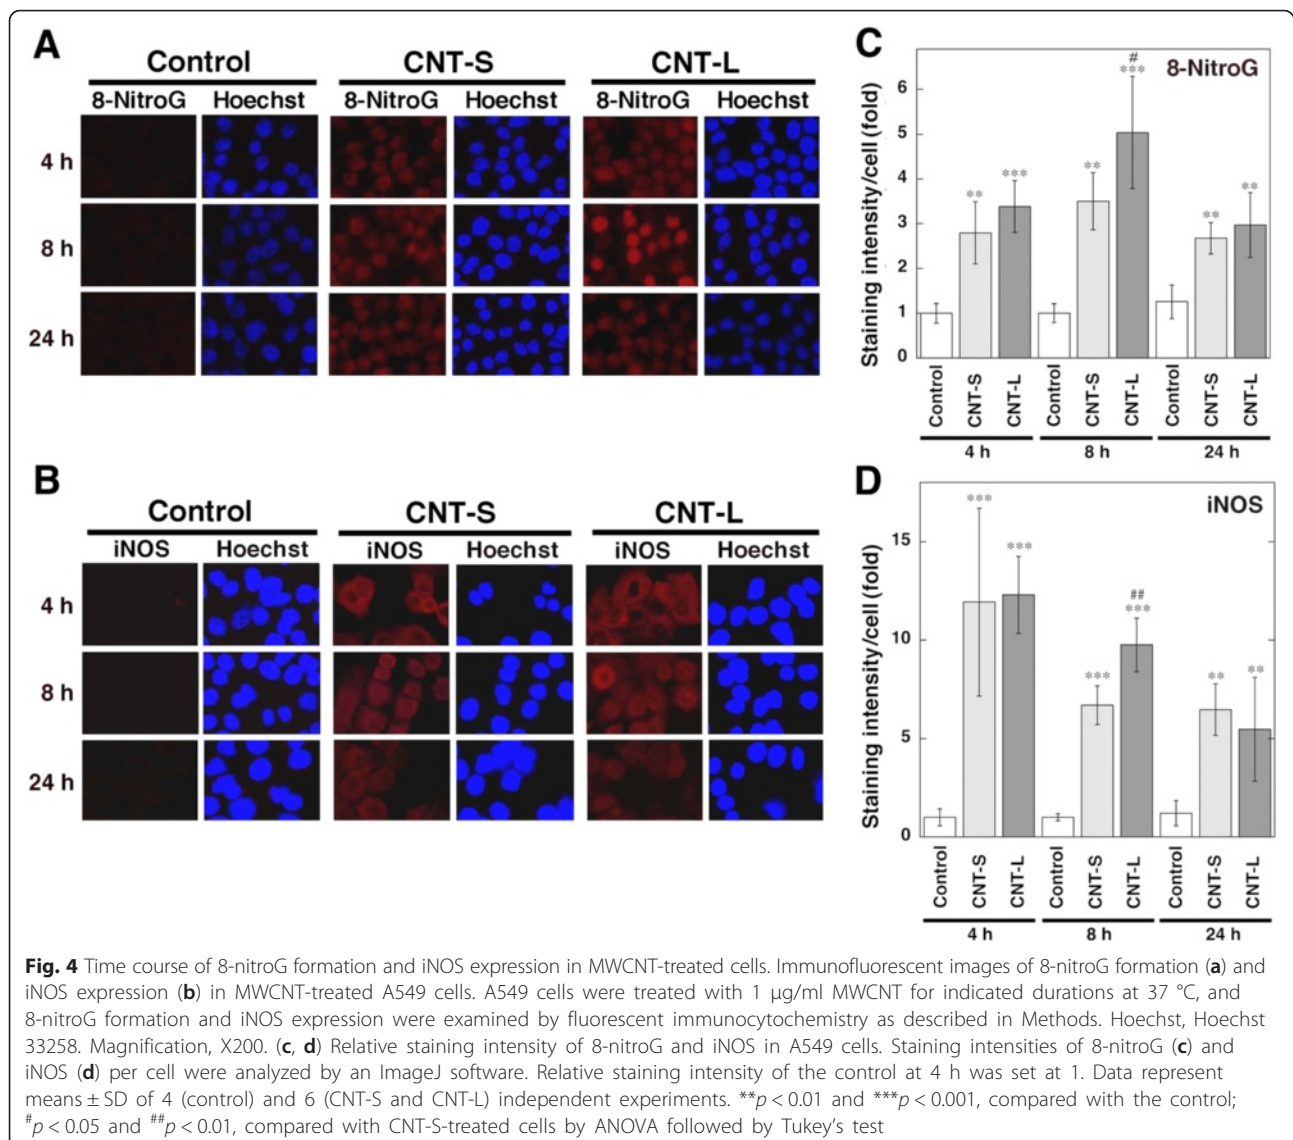 A
Control CNT-S CNT-L
8-NitroG Hoechst 8-NitroG Hoechst 8-NitroG Hoechst
4 h
8 h
24 h
C
8-NitroG
Staining intensity/cell (fold)
6
5
4
3
2
1
0
** *** ** # *** ** **
Control CNT-S CNT-L Control CNT-S CNT-L Control CNT-S CNT-L
4 h 8 h 24 h
B
Control CNT-S CNT-L
iNOS Hoechst iNOS Hoechst iNOS Hoechst
4 h
8 h
24 h
D
iNOS
Staining intensity/cell (fold)
15
10
5
0
*** *** *** ## *** ** **
Control CNT-S CNT-L Control CNT-S CNT-L Control CNT-S CNT-L
4 h 8 h 24 h
Fig. 4 Time course of 8-nitroG formation and iNOS expression in MWCNT-treated cells. Immunofluorescent images of 8-nitroG formation (a) and
iNOS expression (b) in MWCNT-treated A549 cells. A549 cells were treated with 1 μg/ml MWCNT for indicated durations at 37 °C, and
8-nitroG formation and iNOS expression were examined by fluorescent immunocytochemistry as described in Methods. Hoechst, Hoechst
33258. Magnification, X200. (c, d) Relative staining intensity of 8-nitroG and iNOS in A549 cells. Staining intensities of 8-nitroG (c) and
iNOS (d) per cell were analyzed by an ImageJ software. Relative staining intensity of the control at 4 h was set at 1. Data represent
means ± SD of 4 (control) and 6 (CNT-S and CNT-L) independent experiments. **p < 0.01 and ***p < 0.001, compared with the control;
#p < 0.05 and ##p < 0.01, compared with CNT-S-treated cells by ANOVA followed by Tukey's test